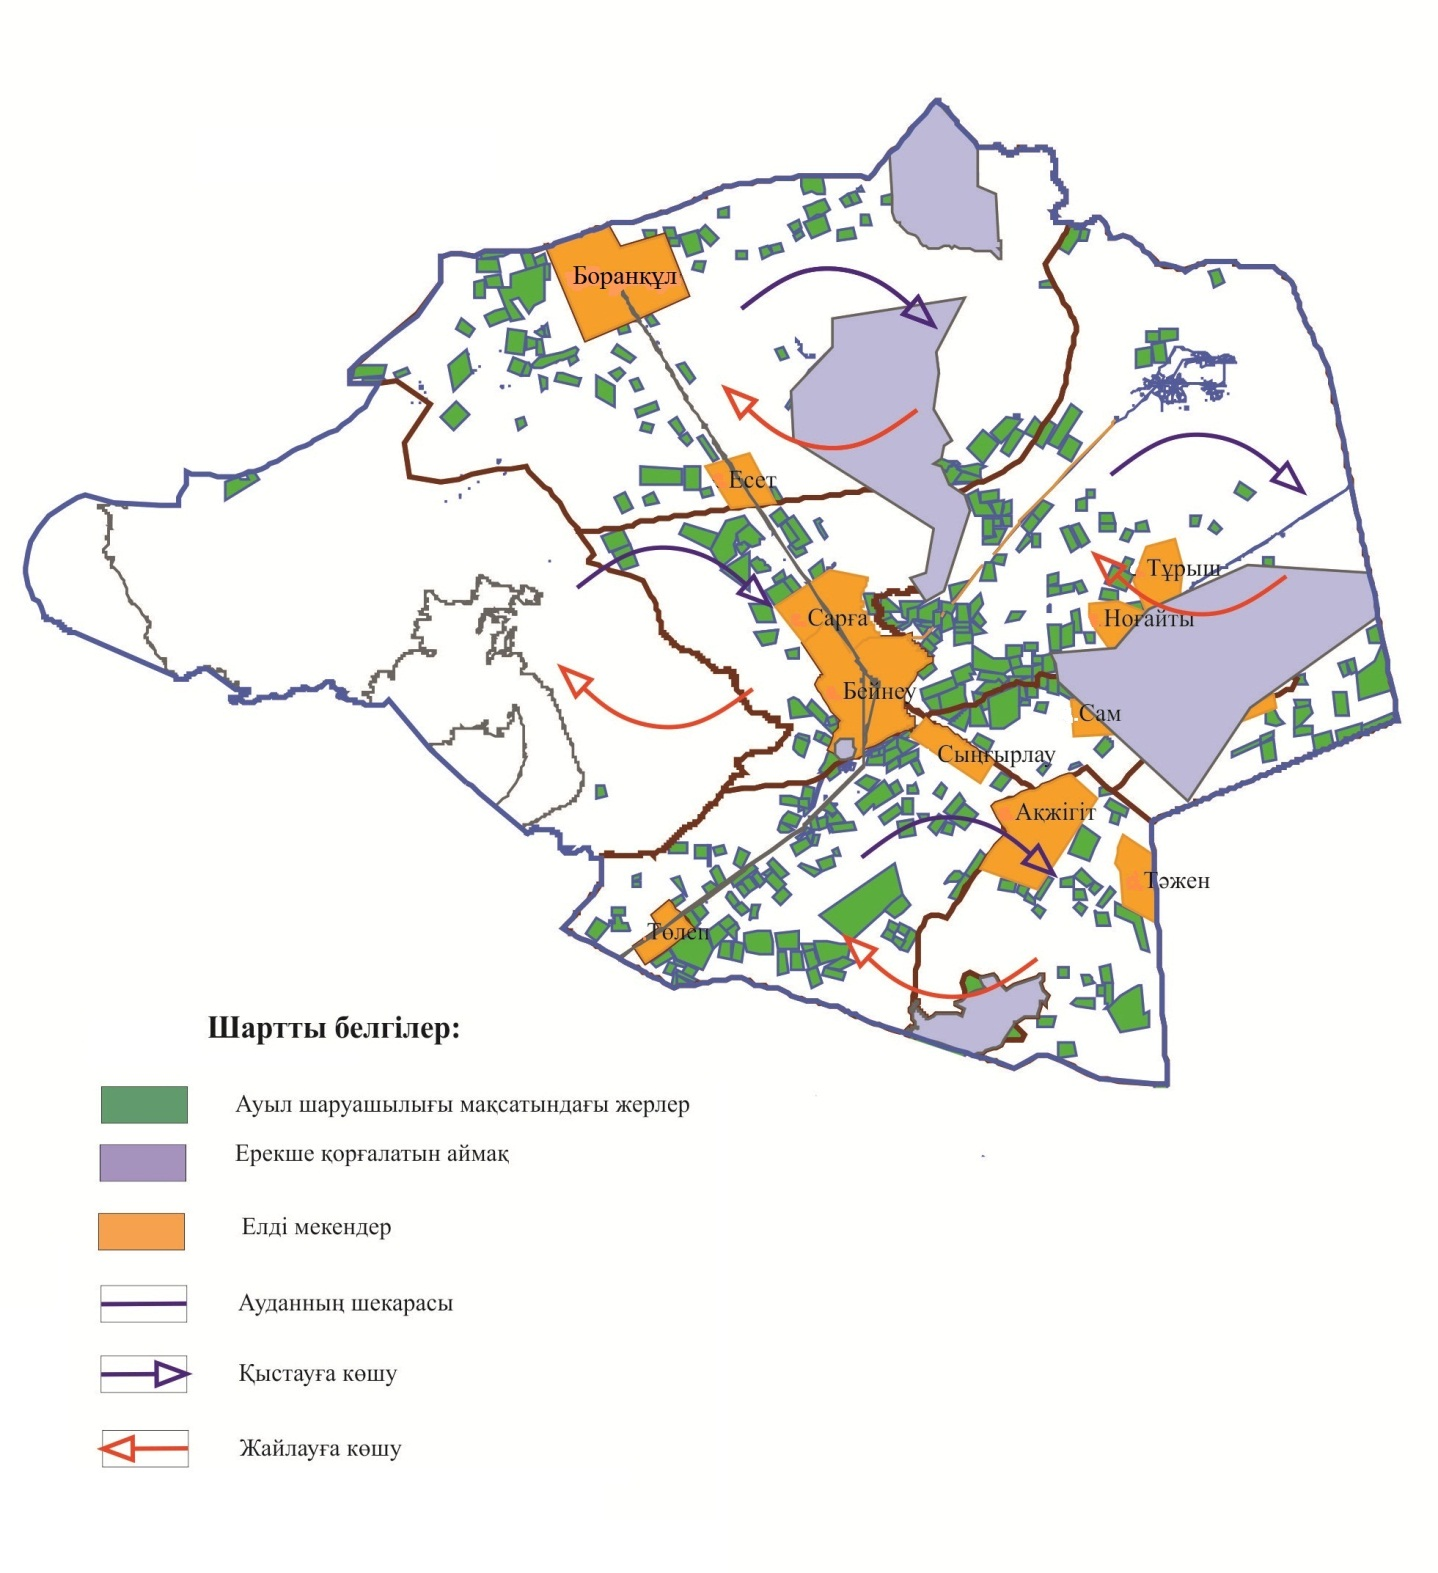 Боранқұл
Есет
Тұрыш
Сарға
Ноғайты
Бейнеу
Сам
Сыңғырлау
Ақжігіт
Тәжен
Төлеп
Шартты белгілер:
Ауыл шаруашылығы мақсатындағы жерлер
Ерекше қорғалатын аймақ
Елді мекендер
Ауданның шекарасы
Қыстауға көшу
Жайлауға көшу